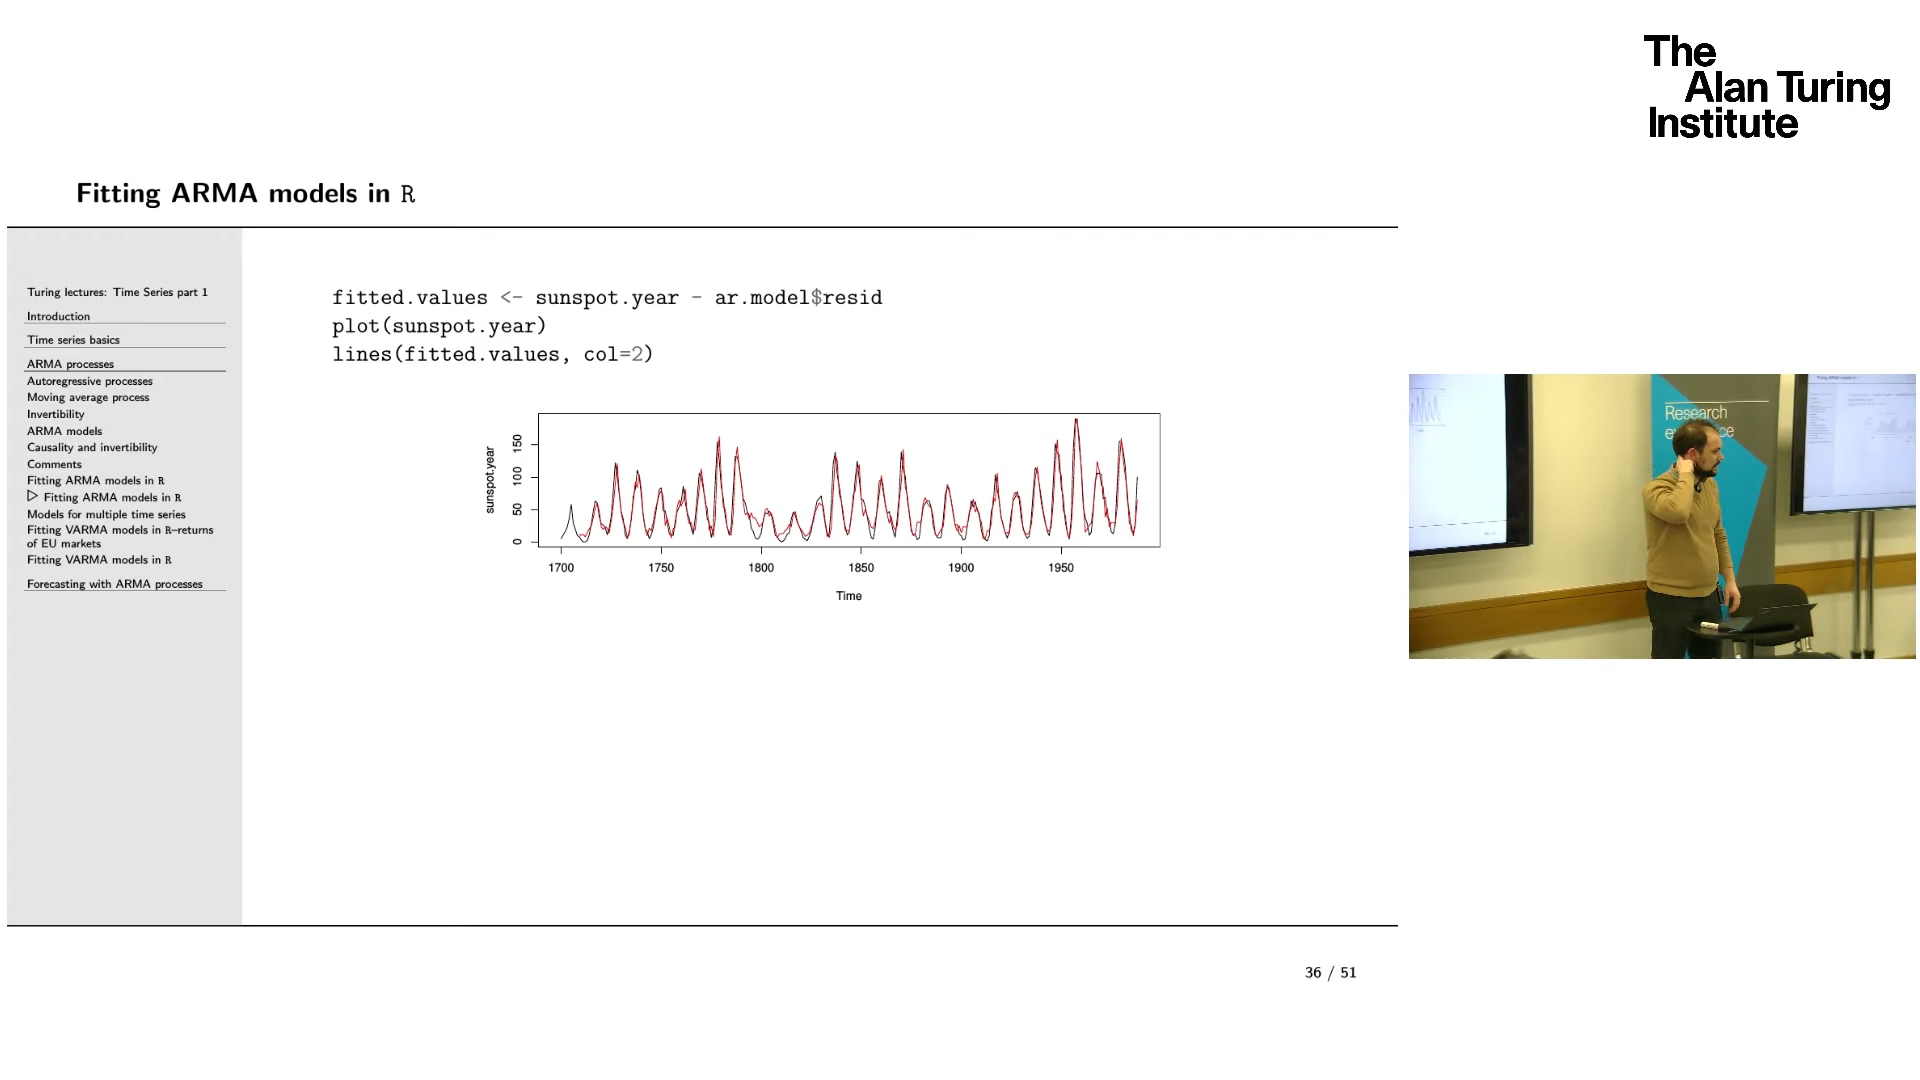 The
Alan Turing
Institute
Fitting ARMA models in R
Turing lectures: Time Series part 1
Introduction
Time series basics
ARMA processes
Autoregressive processes
Moving average process
Invertibility
ARMA models
Causality and invertibility
Comments
Fitting ARMA models in R
▷ Fitting ARMA models in R
Models for multiple time series
Fitting VARMA models in R–returns
of EU markets
Fitting VARMA models in R
Forecasting with ARMA processes
fitted.values <- sunspot.year - ar.model$resid
plot(sunspot.year)
lines(fitted.values, col=2)
sunspot.year
150
100
50
0
1700 1750 1800 1850 1900 1950
Time
36 / 51
Research